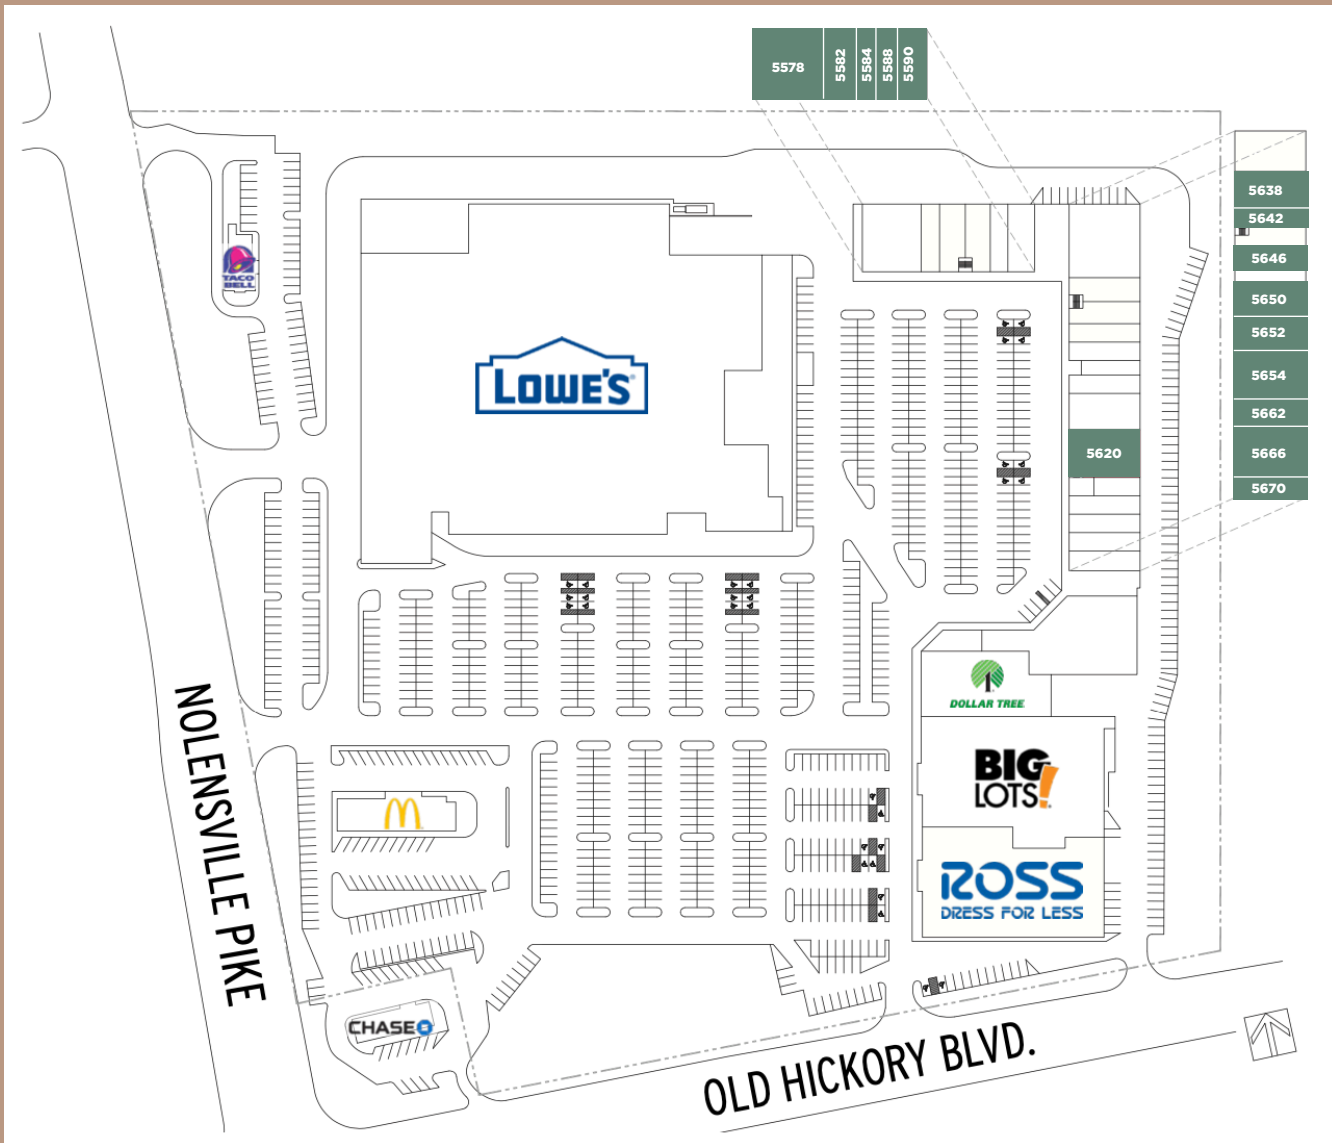 5578
5582
5584
5588
5590
5638
5642
5646
5650
5652
5654
5662
5666
5670
TACO
BELL
LOWE'S
5620
DOLLAR TREE
BIG
LOTS!
ROSS
DRESS FOR LESS
CHASE
NOLENSVILLE PIKE
OLD HICKORY BLVD.